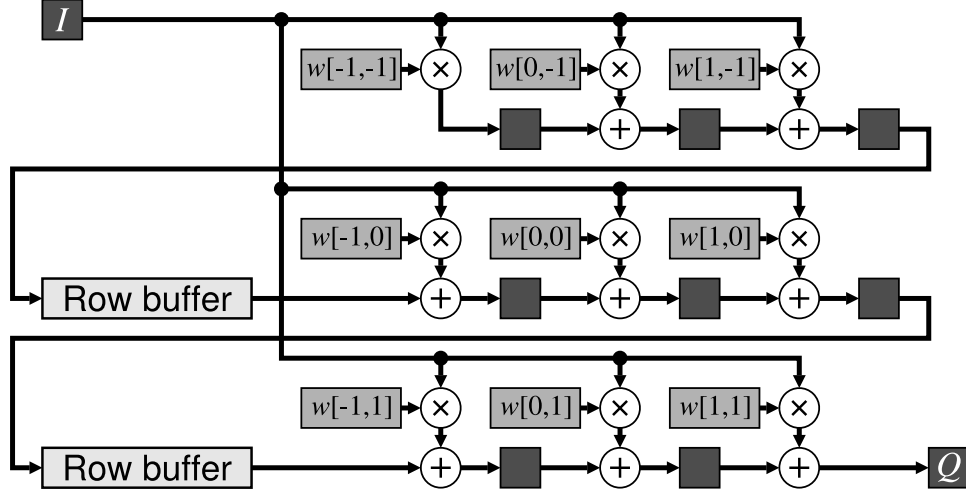 I
w[-1,-1] × w[0,-1] × w[1,-1] ×
+ +
w[-1,0] × w[0,0] × w[1,0] ×
Row buffer + + +
w[-1,1] × w[0,1] × w[1,1] ×
Row buffer + + + Q